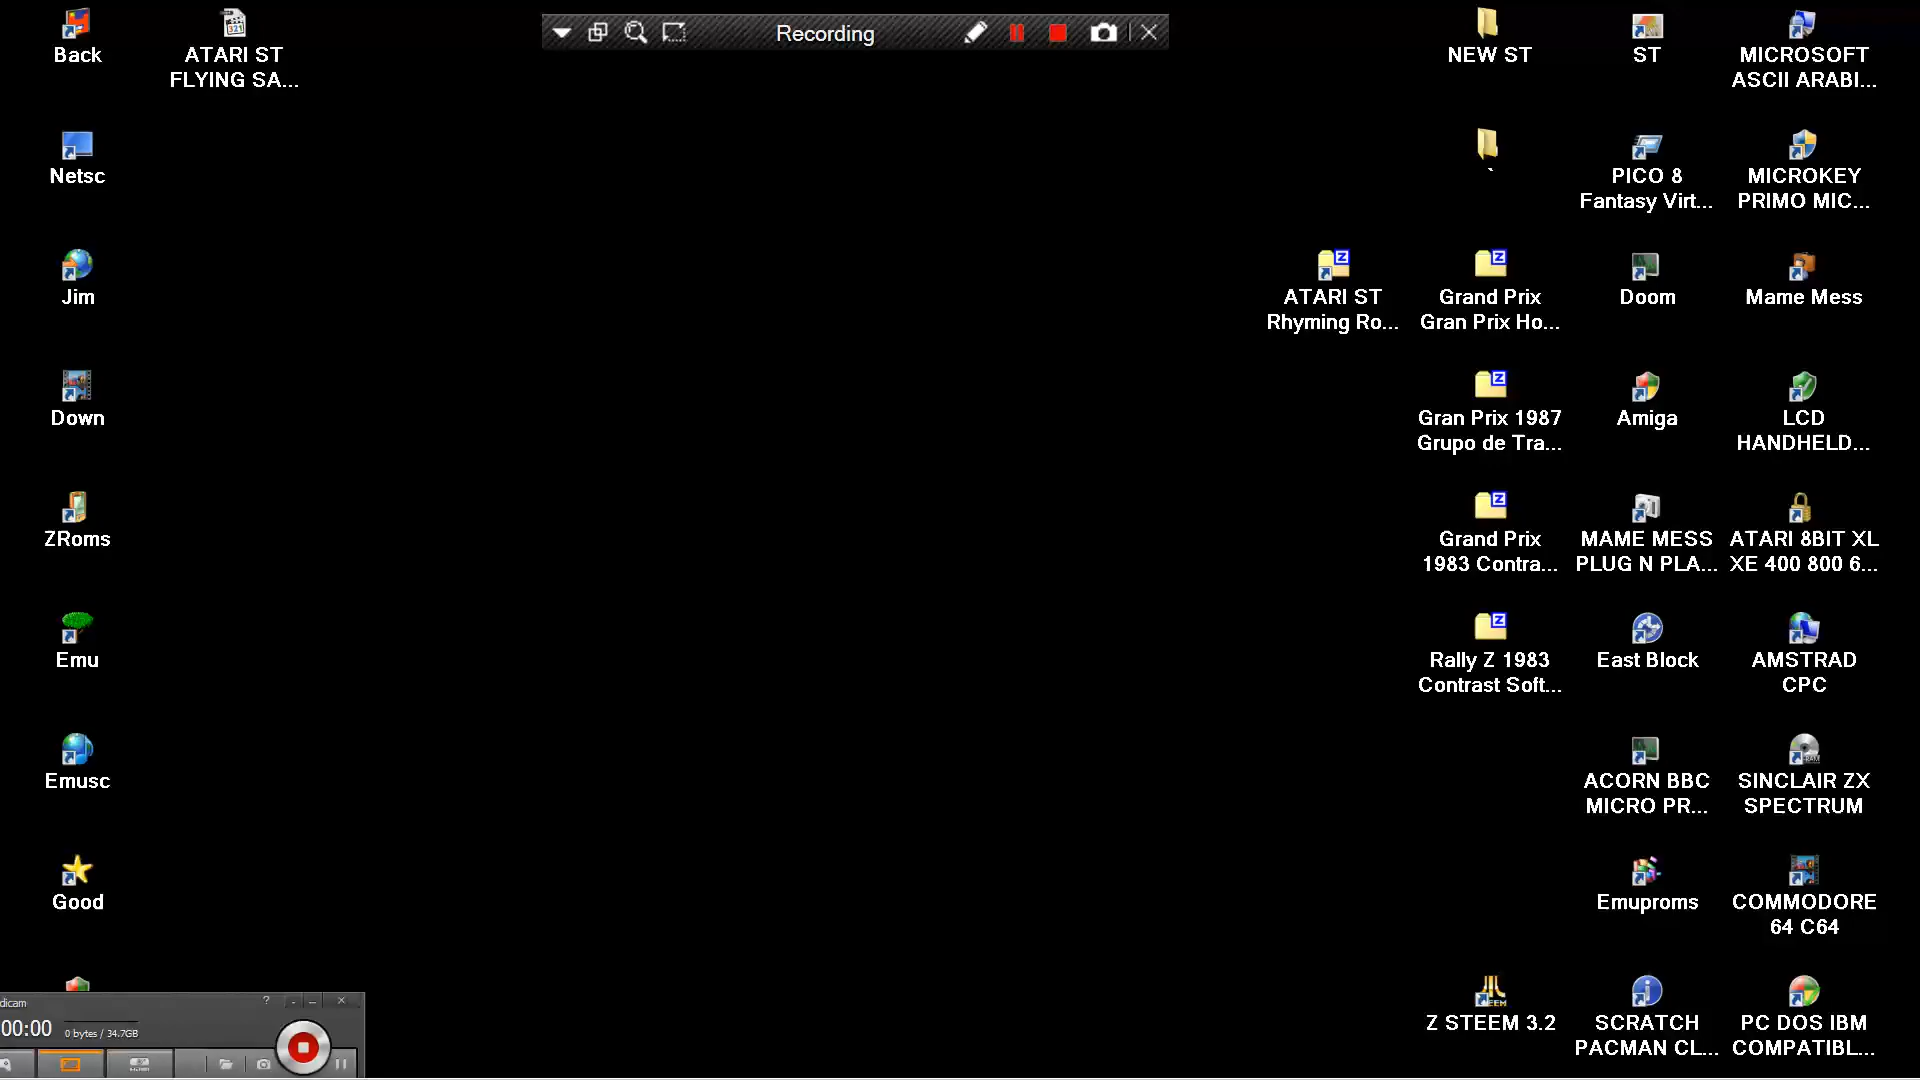 Recording
Back
ATARI ST
FLYING SA...
NEW ST
ST
MICROSOFT
ASCII ARABI...
Netsc
`
PICO 8
Fantasy Virt...
MICROKEY
PRIMO MIC...
Jim
ATARI ST
Rhyming Ro...
Grand Prix
Gran Prix Ho...
Doom
Mame Mess
Down
Gran Prix 1987
Grupo de Tra...
Amiga
LCD
HANDHELD...
ZRoms
Grand Prix
1983 Contra...
MAME MESS
PLUG N PLA...
ATARI 8BIT XL
XE 400 800 6...
Emu
Rally Z 1983
Contrast Soft...
East Block
AMSTRAD
CPC
Emusc
ACORN BBC
MICRO PR...
SINCLAIR ZX
SPECTRUM
Good
Emuproms
COMMODORE
64 C64
Z STEEM 3.2
SCRATCH
PACMAN CL...
PC DOS IBM
COMPATIBL...
dicam
00:00
0 bytes / 34.7GB